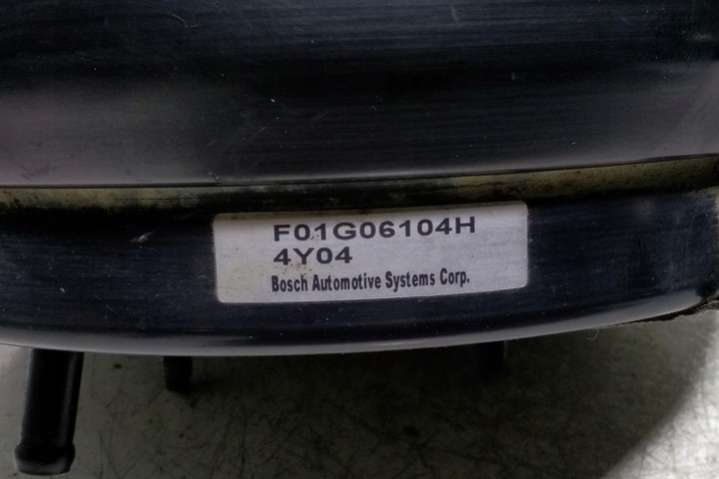 F01G06104H
4Y04
Bosch Automotive Systems Corp.